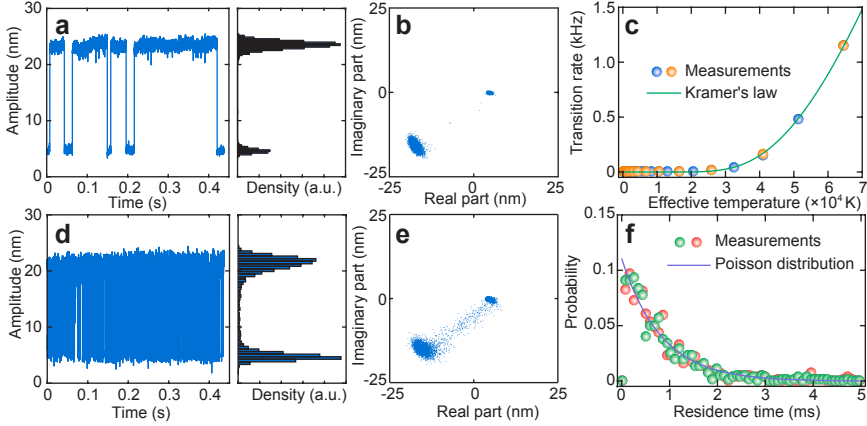 a
Amplitude (nm)
30
20
10
0
0
0.1
0.2
0.3
0.4
Time (s)
Density (a.u.)
b
Imaginary part (nm)
25
0
-25
-25
0
25
Real part (nm)
c
Transition rate (kHz)
1.5
1.0
0.5
0
Measurements
Kramer's law
0 1 2 3 4 5 6 7
Effective temperature (×10⁴ K)
d
Amplitude (nm)
30
20
10
0
0
0.1
0.2
0.3
0.4
Time (s)
Density (a.u.)
e
Imaginary part (nm)
25
0
-25
-25
0
25
Real part (nm)
f
Probability
0.15
0.1
0.05
0
Measurements
Poisson distribution
0 1 2 3 4 5
Residence time (ms)